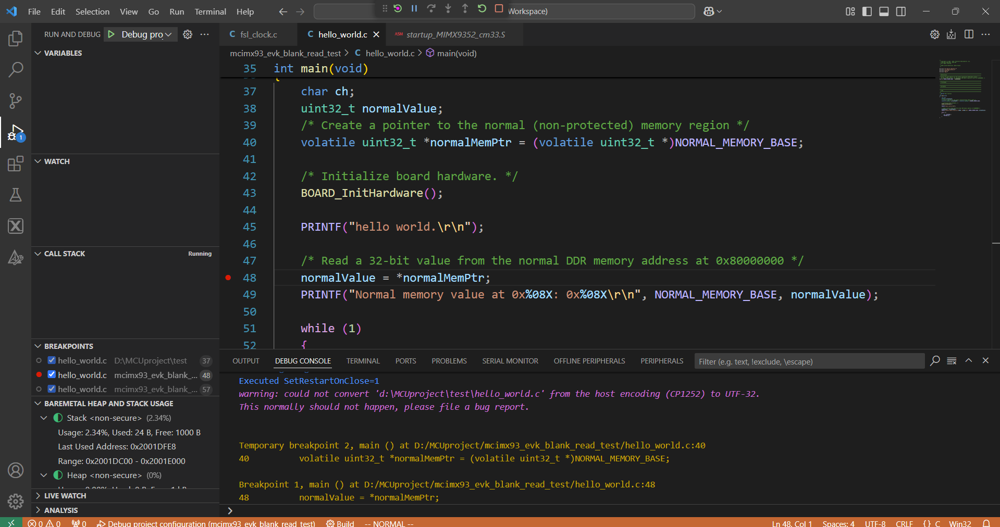 File Edit Selection View Go Run Terminal Help
Workspace)
RUN AND DEBUG Debug pro
fsl_clock.c hello_world.c startup_MIMX9352_cm33.S
mcimx93_evk_blank_read_test > C hello_world.c > main(void)
VARIABLES
WATCH
CALL STACK Running
BREAKPOINTS
hello_world.c D:\MCUproject\test 37
hello_world.c mcimx93_evk_blank_... 48
hello_world.c mcimx93_evk_blank_... 57
BAREMETAL HEAP AND STACK USAGE
Stack <non-secure> (2.34%)
Usage: 2.34%, Used: 24 B, Free: 1000 B
Last Used Address: 0x2001DFE8
Range: 0x2001DC00 - 0x2001E000
Heap <non-secure> (0%)
LIVE WATCH
ANALYSIS
35 int main(void)
{
37 char ch;
38 uint32_t normalValue;
39 /* Create a pointer to the normal (non-protected) memory region */
40 volatile uint32_t *normalMemPtr = (volatile uint32_t *)NORMAL_MEMORY_BASE;
41
42 /* Initialize board hardware. */
43 BOARD_InitHardware();
44
45 PRINTF("hello world.\r\n");
46
47 /* Read a 32-bit value from the normal DDR memory address at 0x80000000 */
48 normalValue = *normalMemPtr;
49 PRINTF("Normal memory value at 0x%08X: 0x%08X\r\n", NORMAL_MEMORY_BASE, normalValue);
50
51 while (1)
52 {
OUTPUT DEBUG CONSOLE TERMINAL PORTS PROBLEMS SERIAL MONITOR OFFLINE PERIPHERALS PERIPHERALS Filter (e.g. text, !exclude, \escape)
Executed SetRestartOnClose=1
warning: could not convert 'd:\MCUproject\test\hello_world.c' from the host encoding (CP1252) to UTF-32.
This normally should not happen, please file a bug report.
Temporary breakpoint 2, main () at D:/MCUproject/mcimx93_evk_blank_read_test/hello_world.c:40
40 volatile uint32_t *normalMemPtr = (volatile uint32_t *)NORMAL_MEMORY_BASE;
Breakpoint 1, main () at D:/MCUproject/mcimx93_evk_blank_read_test/hello_world.c:48
48 normalValue = *normalMemPtr;
0 0 0 Debug project configuration (mcimx93_evk_blank_read_test) Build -- NORMAL -- Ln 48, Col 1 Spaces: 4 UTF-8 CRLF {} C Win32